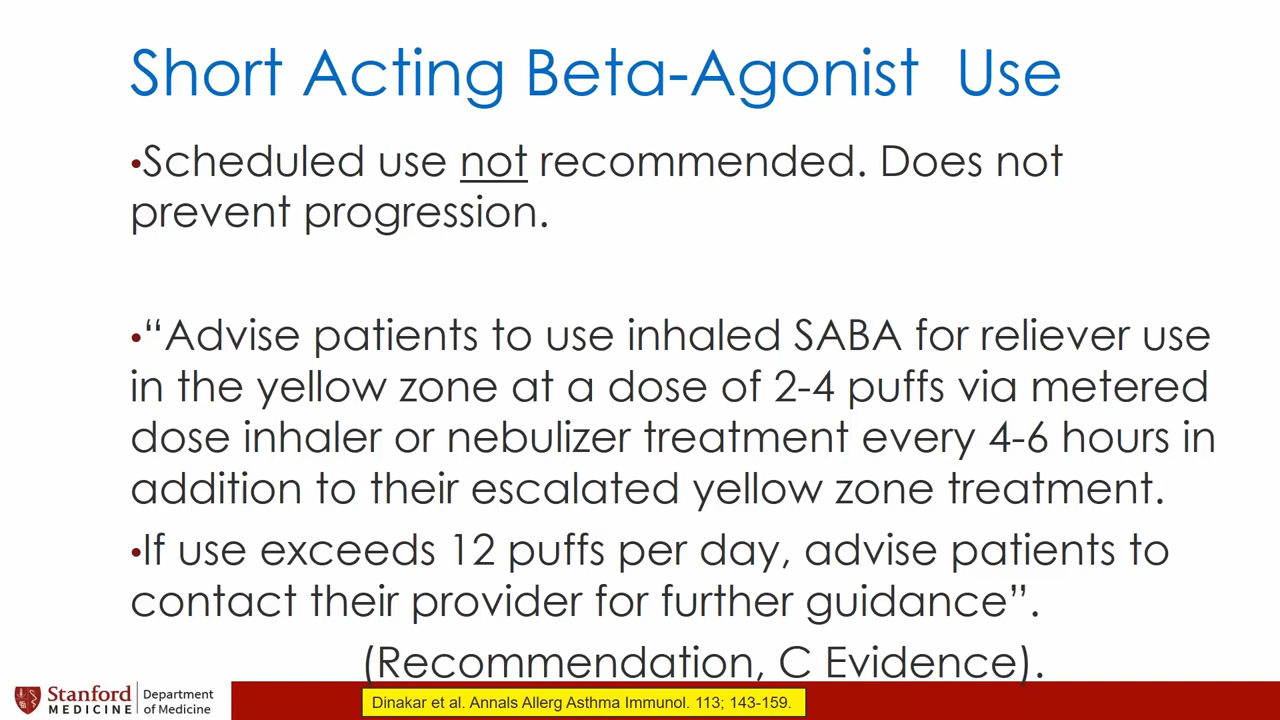 Short Acting Beta-Agonist  Use
•Scheduled use not recommended. Does not
prevent progression.
•“Advise patients to use inhaled SABA for reliever use
in the yellow zone at a dose of 2-4 puffs via metered
dose inhaler or nebulizer treatment every 4-6 hours in
addition to their escalated yellow zone treatment.
•If use exceeds 12 puffs per day, advise patients to
contact their provider for further guidance”.
(Recommendation, C Evidence).
Stanford
MEDICINE
Department
of Medicine
Dinakar et al. Annals Allerg Asthma Immunol. 113; 143-159.